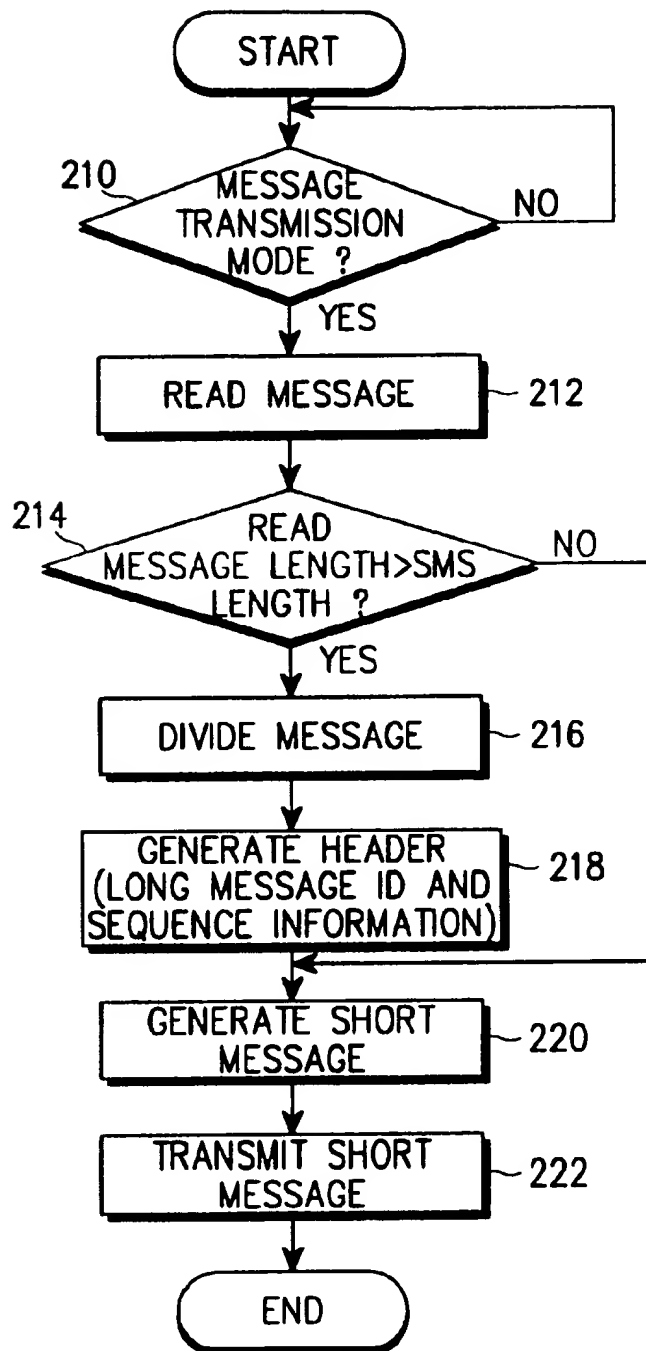 START
210
MESSAGE
TRANSMISSION
MODE ?
NO
YES
READ MESSAGE
212
214
READ
MESSAGE LENGTH>SMS
LENGTH ?
NO
YES
DIVIDE MESSAGE
216
GENERATE HEADER
(LONG MESSAGE ID AND
SEQUENCE INFORMATION)
218
GENERATE SHORT
MESSAGE
220
TRANSMIT SHORT
MESSAGE
222
END